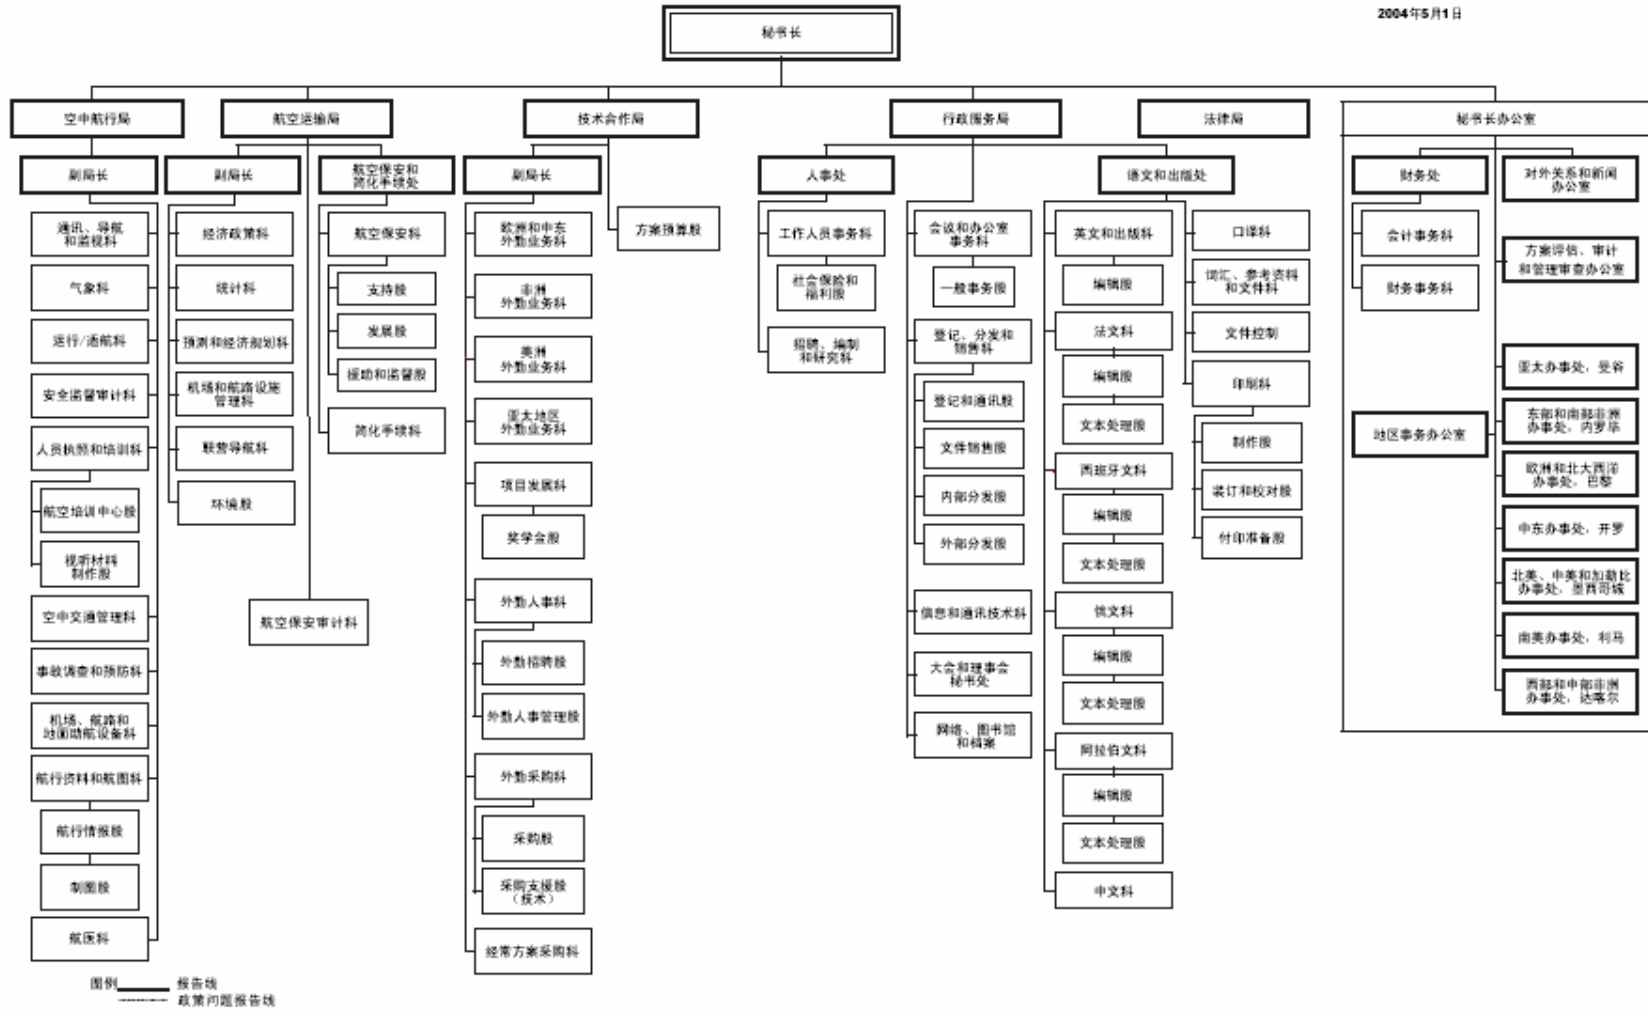 2004年5月1日
秘书长
空中航行局
航空运输局
技术合作局
行政服务局
法律局
秘书长办公室
副局长
通讯、导航
和监视科
气象科
运行/适航科
安全监督审计科
人员执照和培训科
航空培训中心股
视听材料
制作股
空中交通管理科
事故调查和预防科
机场、航路和
地面助航设备科
航行资料和航图科
航行情报股
制图股
航医科
副局长
经济政策科
统计科
预测和经济规划科
机场和航路设施
管理科
联营导航科
环境股
航空保安和
简化手续处
航空保安科
支持股
发展股
援助和监督股
简化手续科
航空保安审计科
副局长
欧洲和中东
外勤业务科
非洲
外勤业务科
美洲
外勤业务科
亚太地区
外勤业务科
项目发展科
奖学金股
外勤人事科
外勤招聘股
外勤人事管理股
外勤采购科
采购股
采购支援股
（技术）
经常方案采购科
方案预算股
人事处
工作人员事务科
社会保险和
福利股
招聘、编制
和研究科
会议和办公室
事务科
一般事务股
登记、分发和
销售科
登记和通讯股
文件销售股
内部分发股
外部分发股
信息和通讯技术科
大会和理事会
秘书处
网络、图书馆
和档案
语文和出版处
英文和出版科
编辑股
法文科
编辑股
文本处理股
西班牙文科
编辑股
文本处理股
俄文科
编辑股
文本处理股
阿拉伯文科
编辑股
文本处理股
中文科
口译科
词汇、参考资料
和文件科
文件控制
印刷科
制作股
装订和校对股
付印准备股
财务处
会计事务科
财务事务科
对外关系和新闻
办公室
方案评估、审计
和管理审查办公室
地区事务办公室
亚太办事处，曼谷
东部和南部非洲
办事处，内罗毕
欧洲和北大西洋
办事处，巴黎
中东办事处，开罗
北美、中美和加勒比
办事处，墨西哥城
南美办事处，利马
西部和中部非洲
办事处，达喀尔
图例 报告线
政策问题报告线